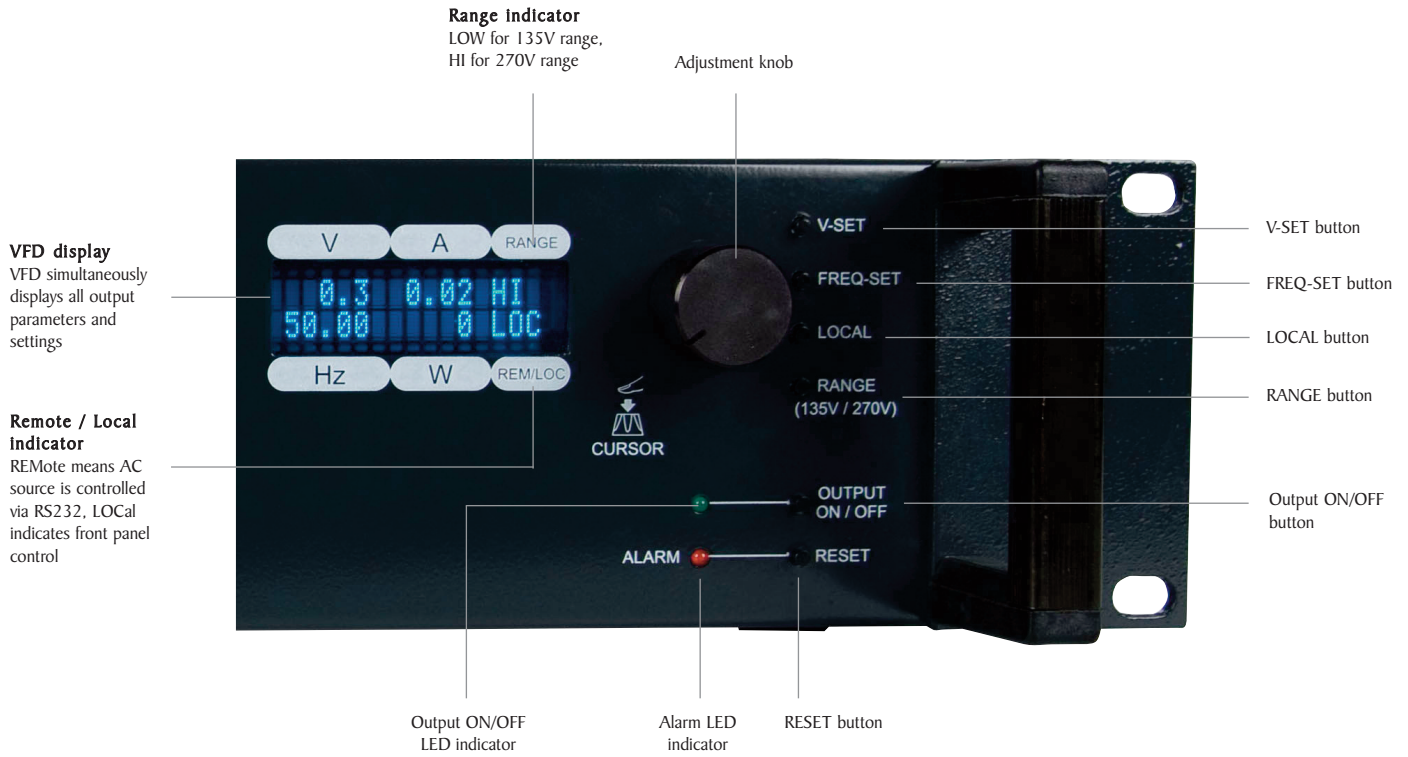 Range indicator
LOW for 135V range,
HI for 270V range
Adjustment knob
VFD display
VFD simultaneously
displays all output
parameters and
settings
Remote / Local
indicator
REMote means AC
source is controlled
via RS232, LOCal
indicates front panel
control
V A RANGE
0.3 0.02 HI
50.00 0 LOC
Hz W REM/LOC
CURSOR
V-SET
FREQ-SET
LOCAL
RANGE
(135V / 270V)
OUTPUT
ON / OFF
ALARM
RESET
V-SET button
FREQ-SET button
LOCAL button
RANGE button
Output ON/OFF
button
Output ON/OFF
LED indicator
Alarm LED
indicator
RESET button